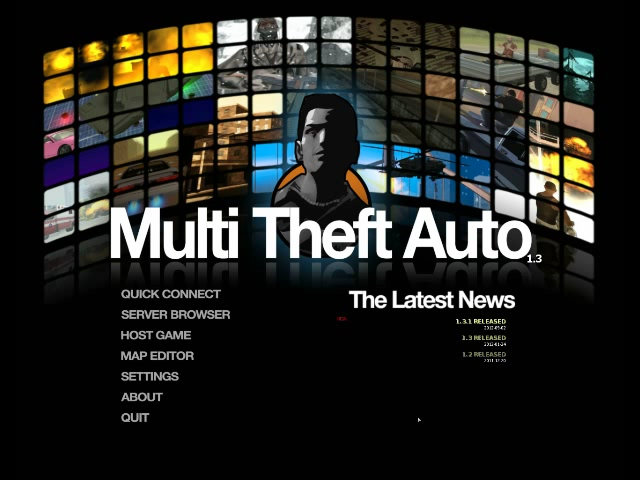 Multi Theft Auto
1.3
QUICK CONNECT
SERVER BROWSER
HOST GAME
MAP EDITOR
SETTINGS
ABOUT
QUIT
The Latest News
1.3.1 RELEASED
1.3 RELEASED
1.2 RELEASED